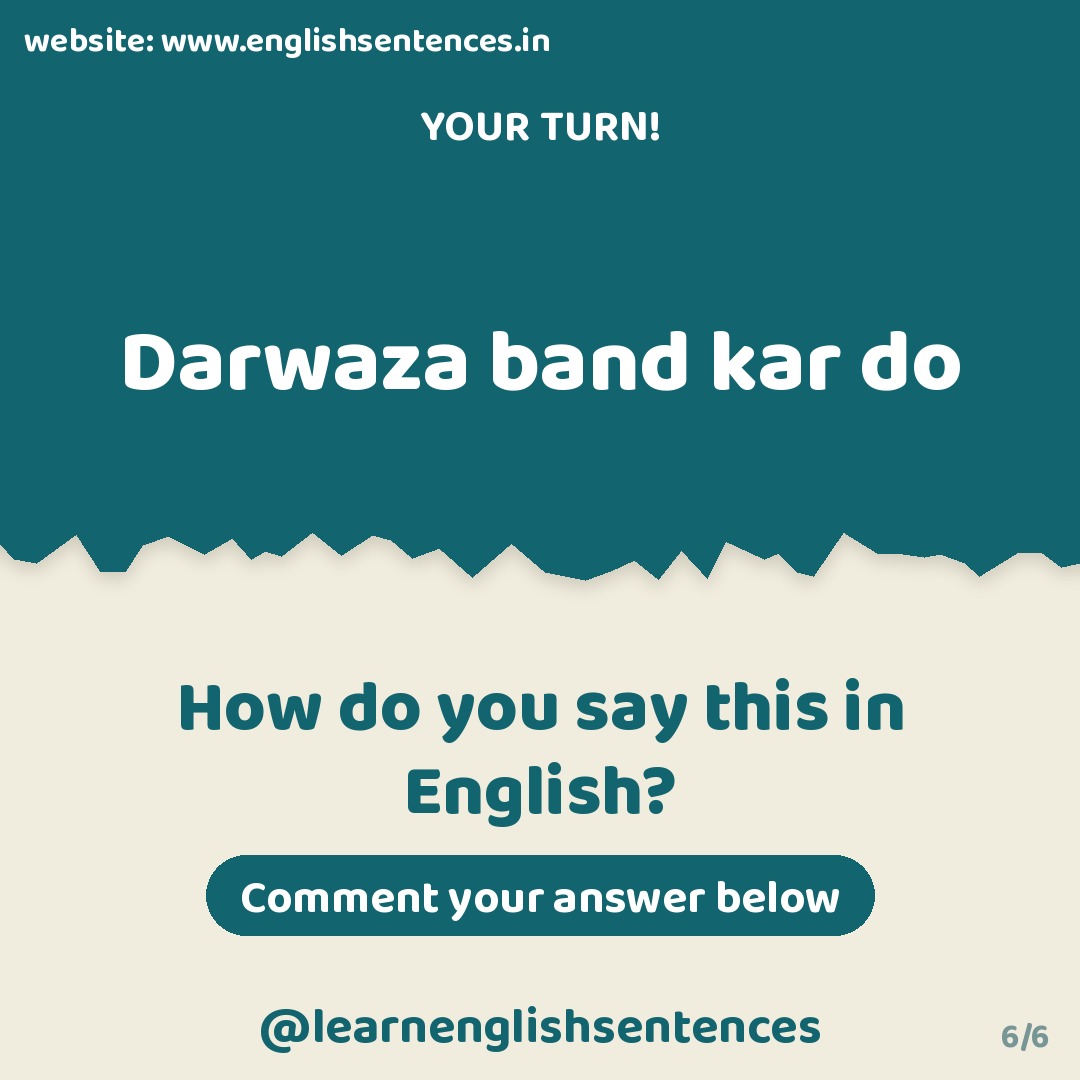 website: www.englishsentences.in
YOUR TURN!
Darwaza band kar do
How do you say this in
English?
Comment your answer below
@learnenglishsentences
6/6